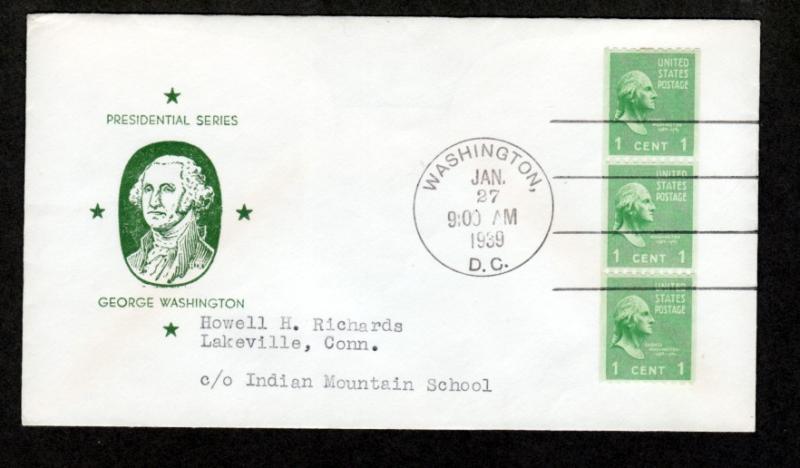 PRESIDENTIAL SERIES
GEORGE WASHINGTON
Howell H. Richards
Lakeville, Conn.
c/o Indian Mountain School
WASHINGTON,
JAN.
27
9:00 AM
1939
D. C.
UNITED
STATES
POSTAGE
1 CENT 1
UNITED
STATES
POSTAGE
1 CENT 1
UNITED
STATES
POSTAGE
1 CENT 1